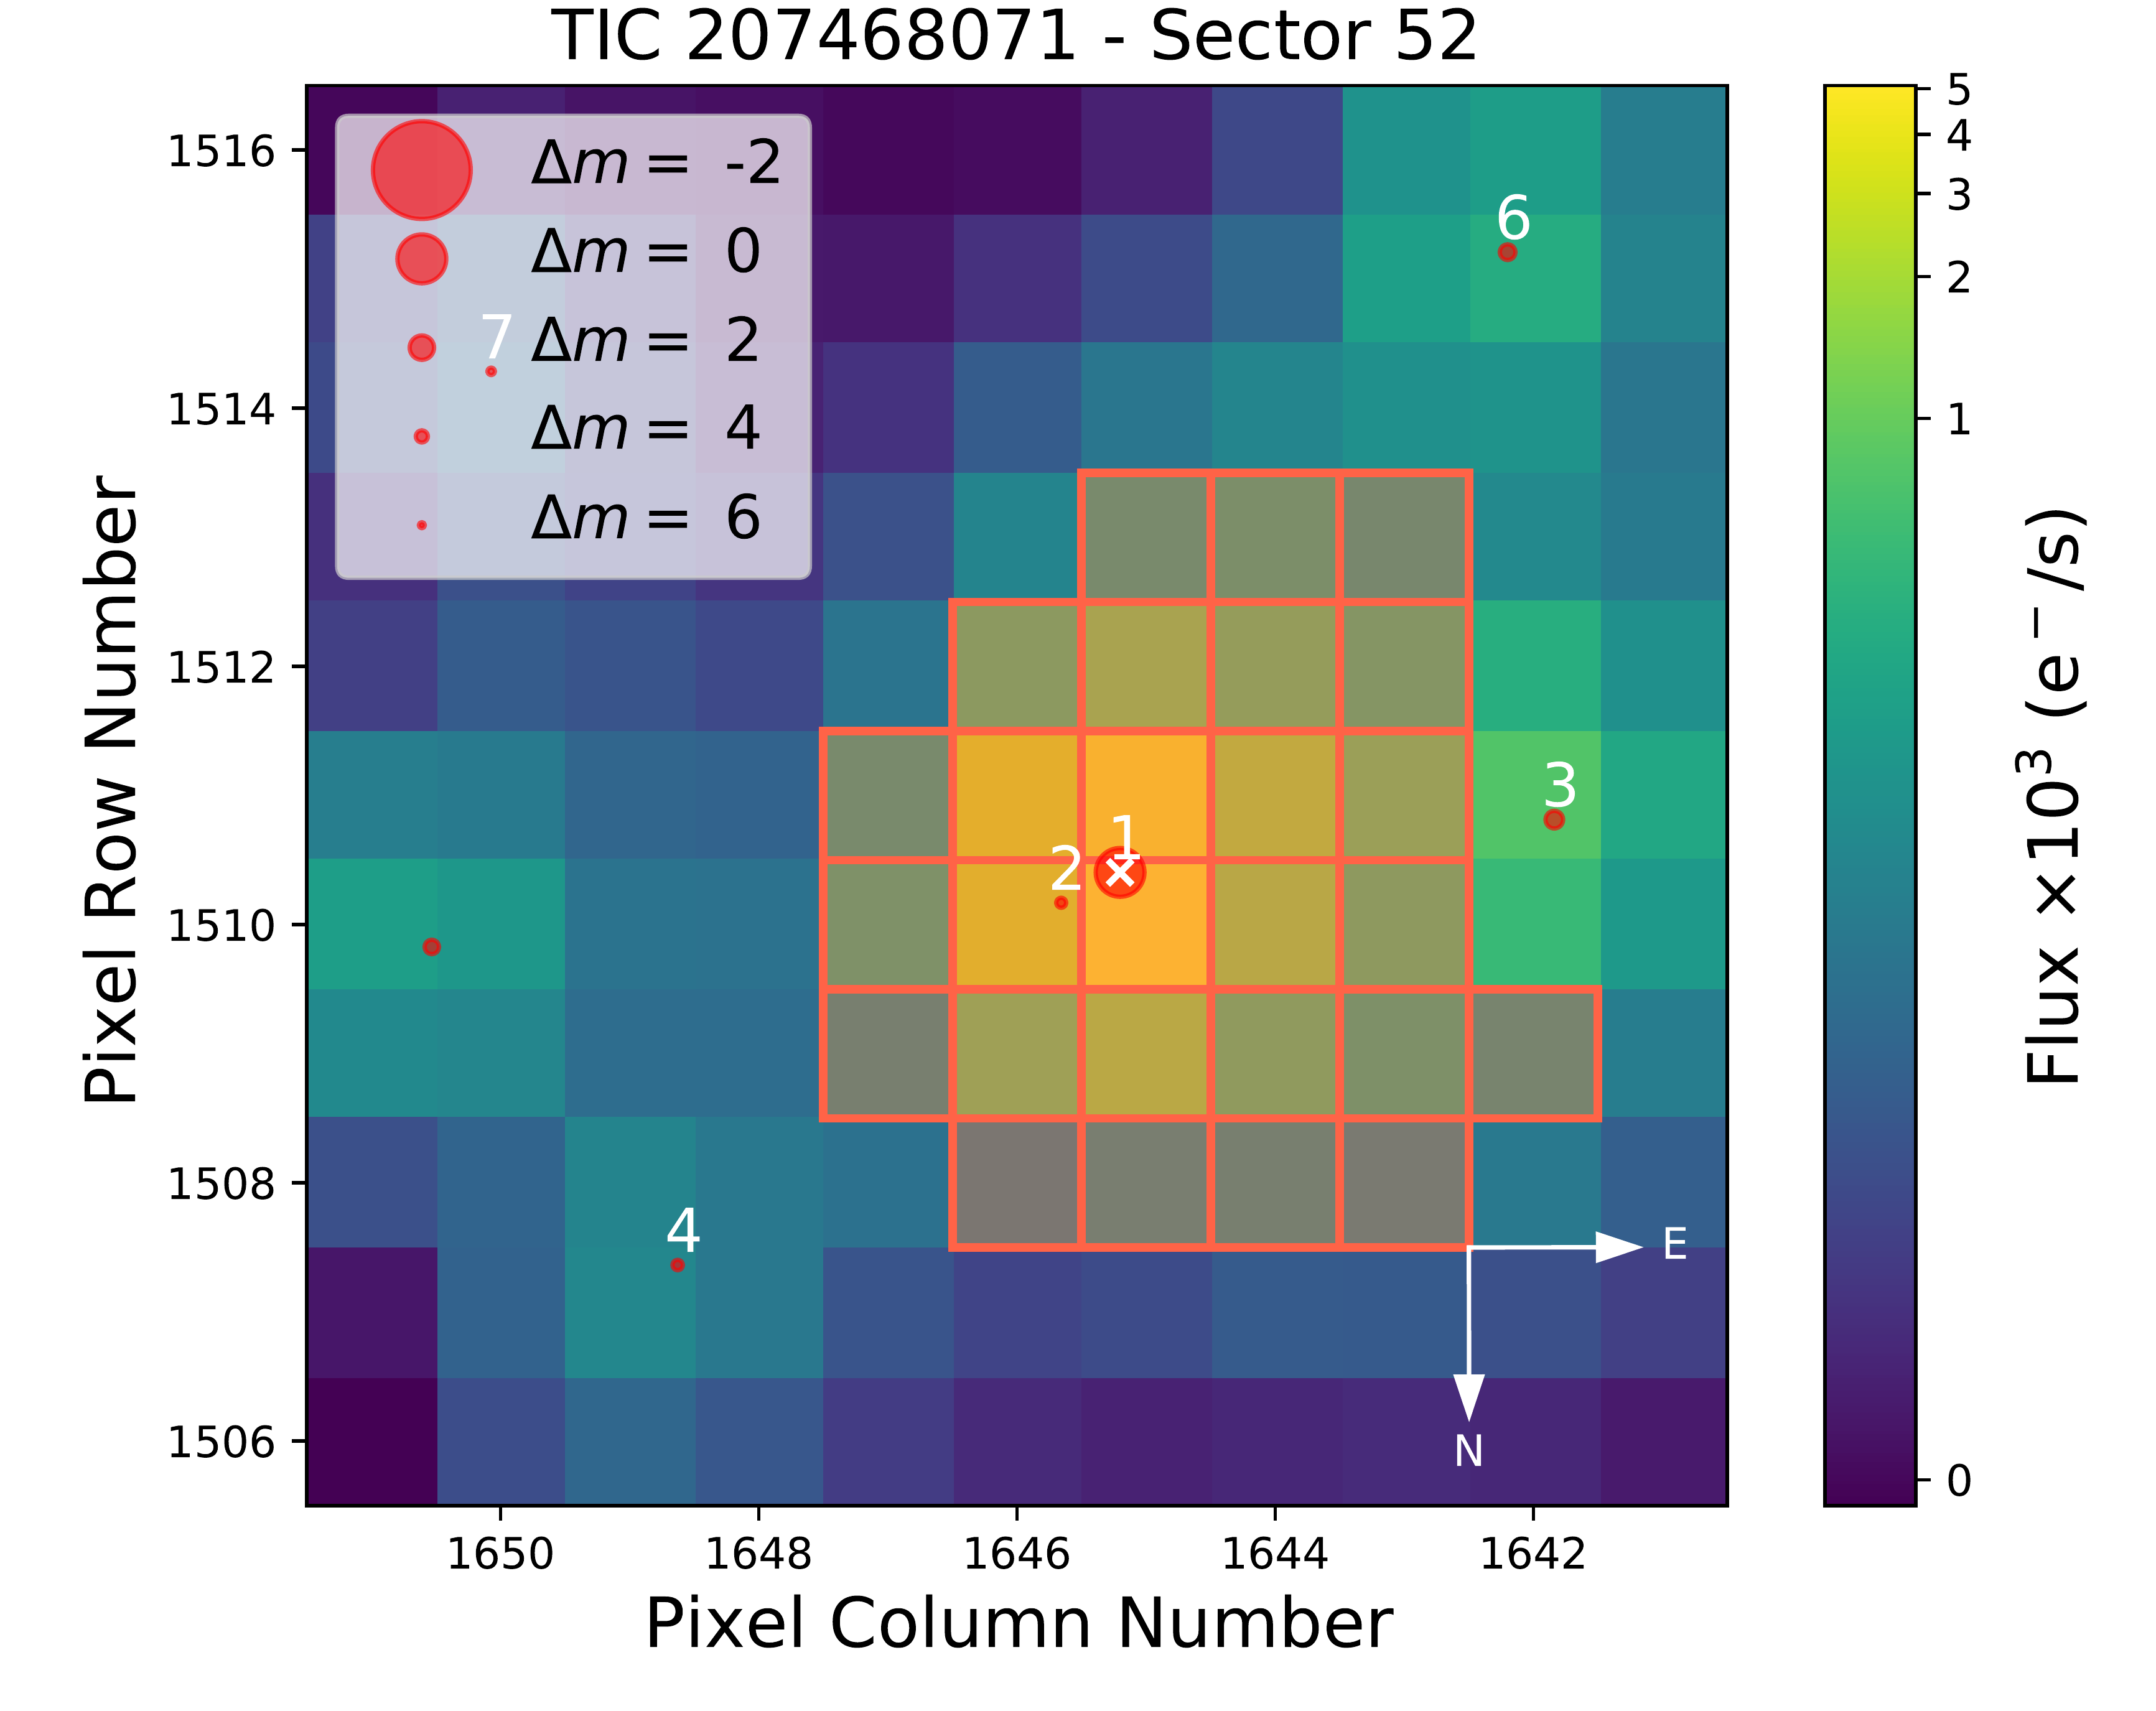 TIC 207468071 - Sector 52
Δm = -2
Δm = 0
Δm = 2
Δm = 4
Δm = 6
1516
1514
1512
1510
1508
1506
Pixel Row Number
7
6
3
1
2
4
E
N
1650 1648 1646 1644 1642
Pixel Column Number
5
4
3
2
1
0
Flux ×10³ (e⁻/s)